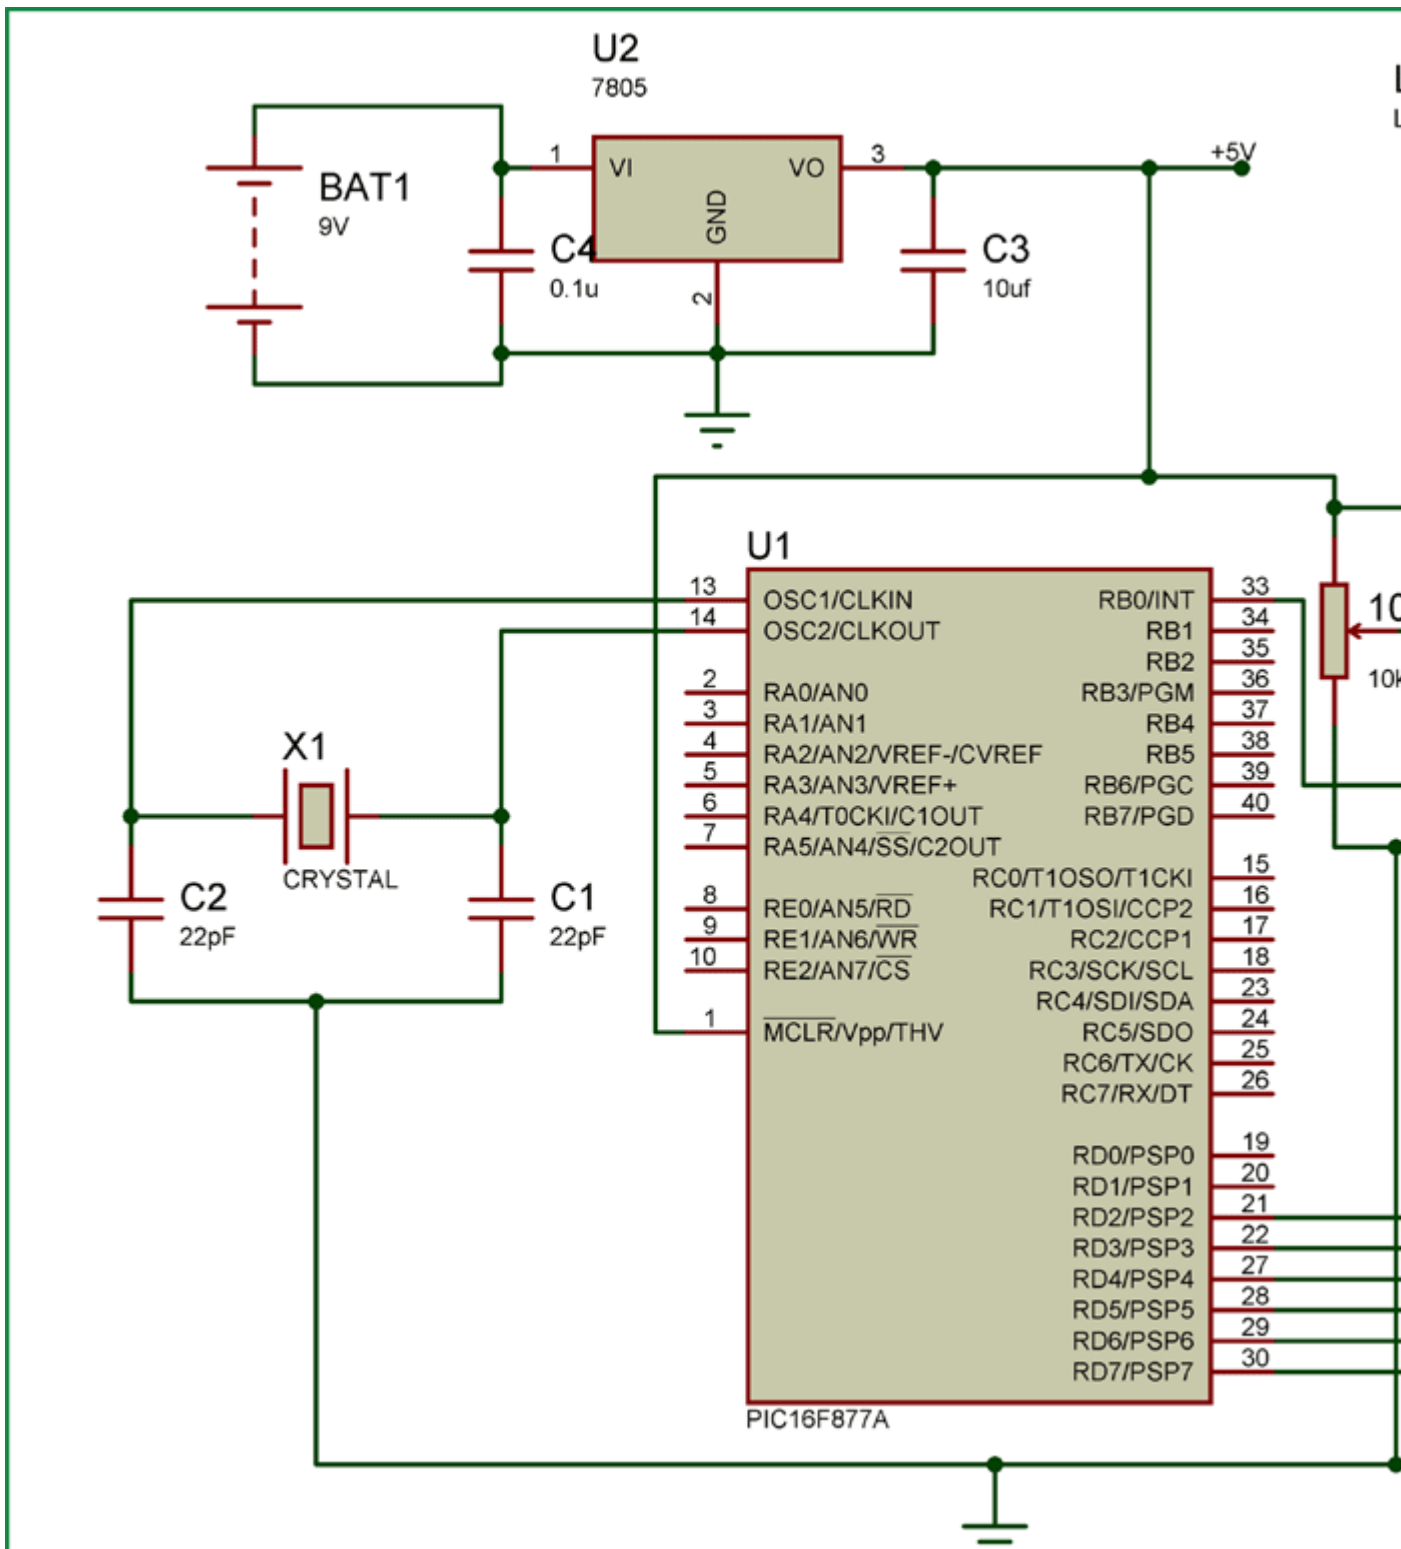 U2
7805
1
VI
VO
3
GND
2
+5V
BAT1
9V
C4
0.1u
C3
10uf
U1
13
OSC1/CLKIN
14
OSC2/CLKOUT
2
RA0/AN0
3
RA1/AN1
4
RA2/AN2/VREF-/CVREF
5
RA3/AN3/VREF+
6
RA4/T0CKI/C1OUT
7
RA5/AN4/SS/C2OUT
8
RE0/AN5/RD
9
RE1/AN6/WR
10
RE2/AN7/CS
1
MCLR/Vpp/THV
RB0/INT
33
RB1
34
RB2
35
RB3/PGM
36
RB4
37
RB5
38
RB6/PGC
39
RB7/PGD
40
RC0/T1OSO/T1CKI
15
RC1/T1OSI/CCP2
16
RC2/CCP1
17
RC3/SCK/SCL
18
RC4/SDI/SDA
23
RC5/SDO
24
RC6/TX/CK
25
RC7/RX/DT
26
RD0/PSP0
19
RD1/PSP1
20
RD2/PSP2
21
RD3/PSP3
22
RD4/PSP4
27
RD5/PSP5
28
RD6/PSP6
29
RD7/PSP7
30
PIC16F877A
X1
CRYSTAL
C2
22pF
C1
22pF
10
10k